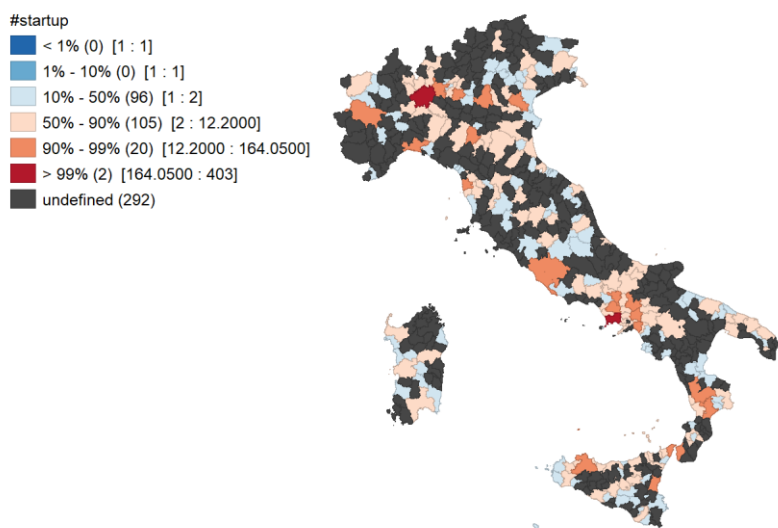 #startup
< 1% (0) [1 : 1]
1% - 10% (0) [1 : 1]
10% - 50% (96) [1 : 2]
50% - 90% (105) [2 : 12.2000]
90% - 99% (20) [12.2000 : 164.0500]
> 99% (2) [164.0500 : 403]
undefined (292)